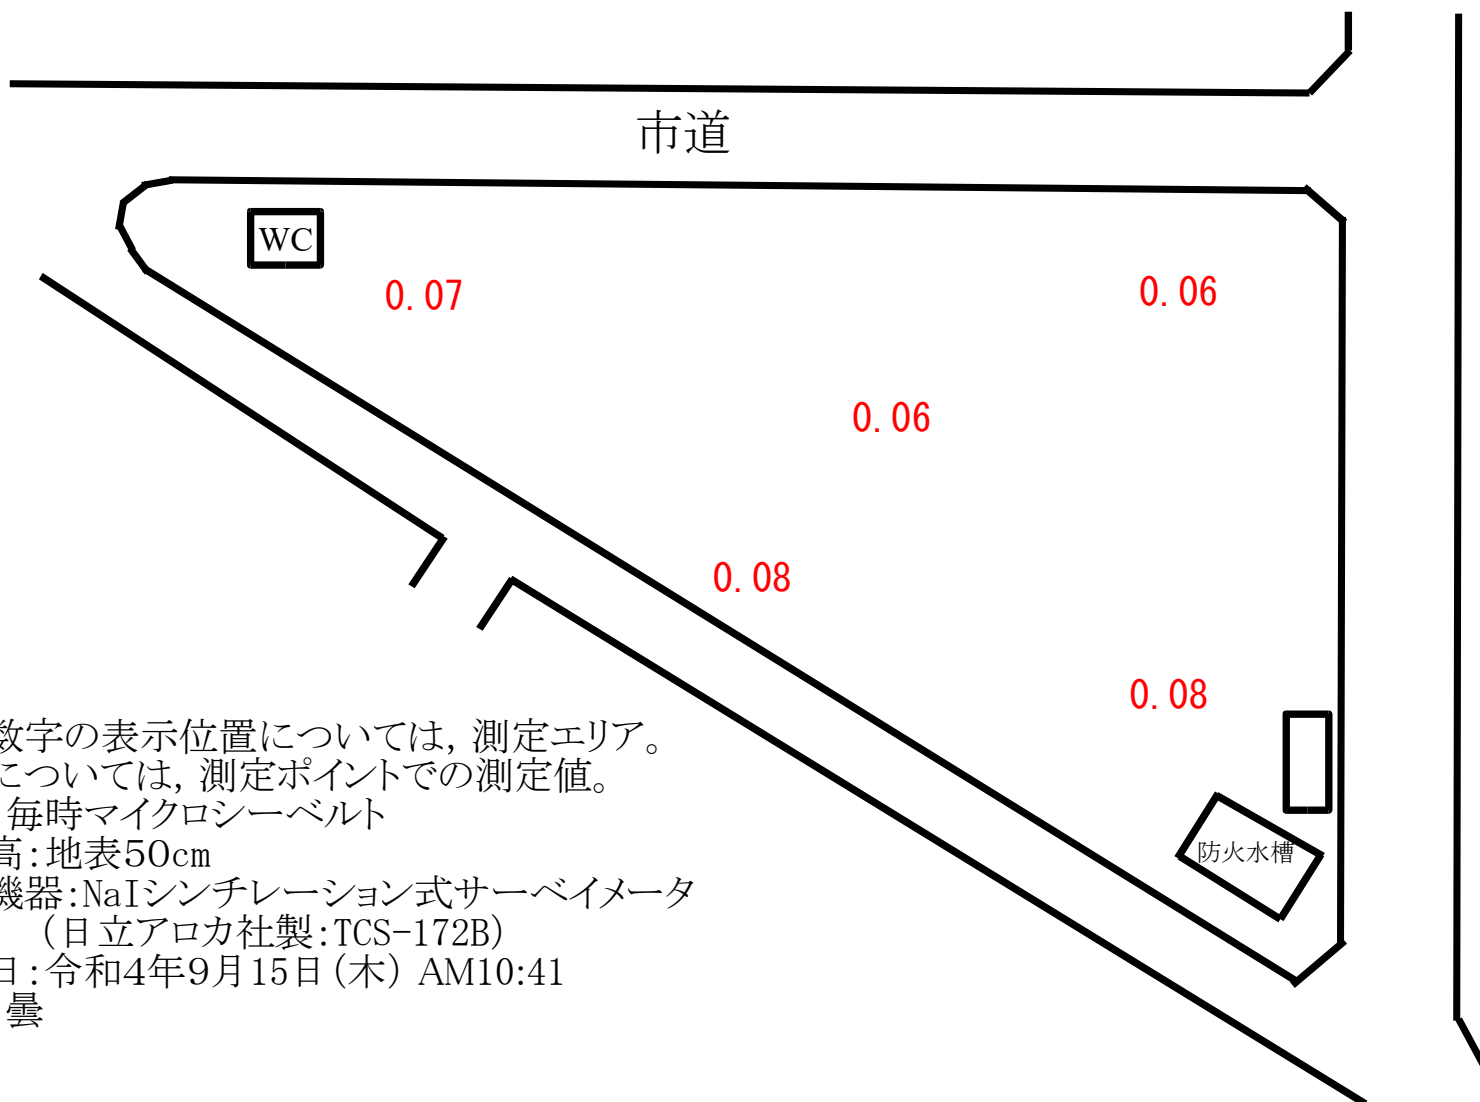 市道
WC
0.07
0.06
0.06
0.08
0.08
数字の表示位置については，測定エリア。
については，測定ポイントでの測定値。
毎時マイクロシーベルト
高：地表50cm
機器：NaIシンチレーション式サーベイメータ
（日立アロカ社製：TCS-172B）
防火水槽
日：令和4年9月15日（木）AM10:41
曇